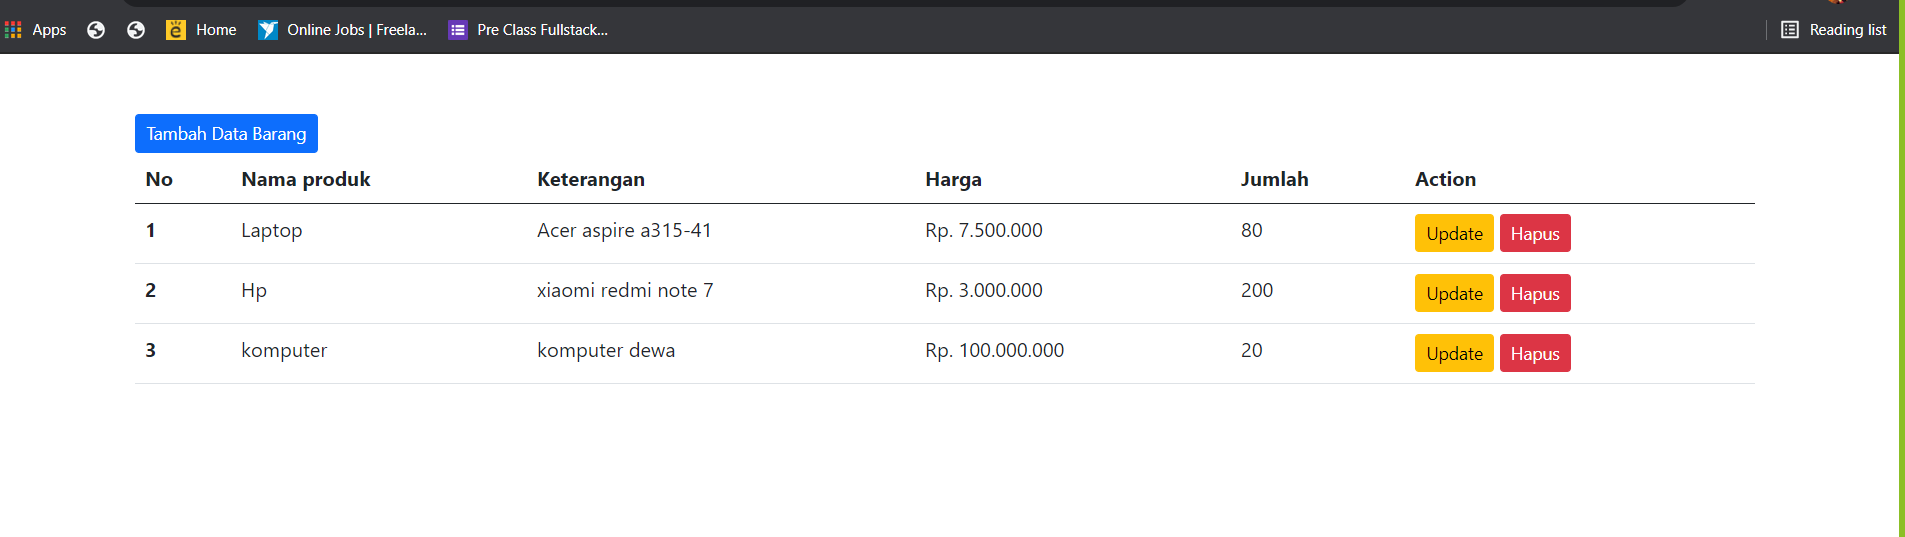 Apps Home Online Jobs | Freela... Pre Class Fullstack... Reading list
Tambah Data Barang
No Nama produk Keterangan Harga Jumlah Action
1 Laptop Acer aspire a315-41 Rp. 7.500.000 80 Update Hapus
2 Hp xiaomi redmi note 7 Rp. 3.000.000 200 Update Hapus
3 komputer komputer dewa Rp. 100.000.000 20 Update Hapus